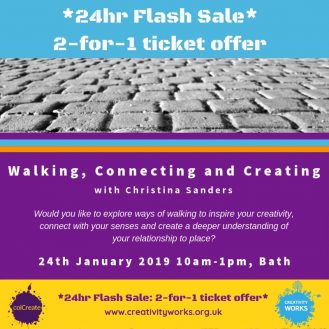 *24hr Flash Sale*
2-for-1 ticket offer
Walking, Connecting and Creating
with Christina Sanders
Would you like to explore ways of walking to inspire your creativity,
connect with your senses and create a deeper understanding of
your relationship to place?
24th January 2019 10am-1pm, Bath
*24hr Flash Sale: 2-for-1 ticket offer*
www.creativityworks.org.uk
coiCreate
CREATIVITY
WORKS